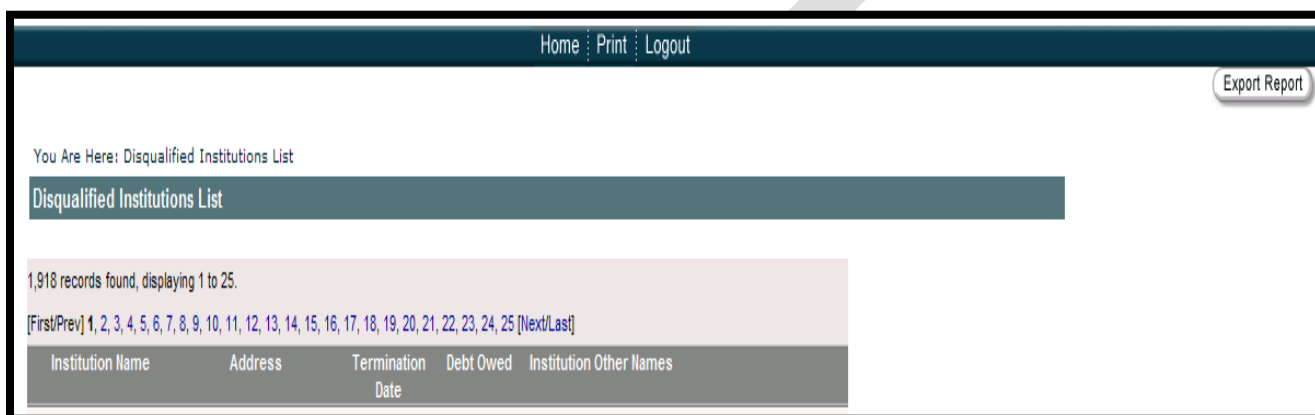 Home Print Logout
Export Report
You Are Here: Disqualified Institutions List
Disqualified Institutions List
1,918 records found, displaying 1 to 25.
[First/Prev] 1, 2, 3, 4, 5, 6, 7, 8, 9, 10, 11, 12, 13, 14, 15, 16, 17, 18, 19, 20, 21, 22, 23, 24, 25 [Next/Last]
Institution Name Address Termination Debt Owed Institution Other Names
Date